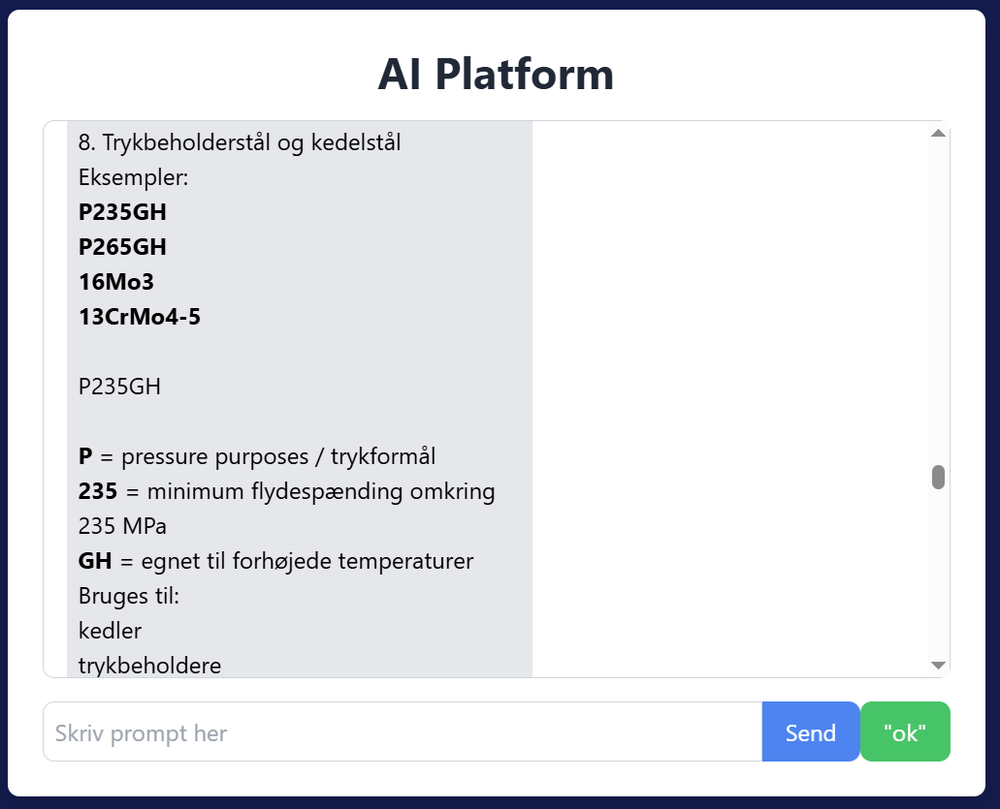 AI Platform
8. Trykbeholderstål og kedelstål
Eksempler:
P235GH
P265GH
16Mo3
13CrMo4-5
P235GH
P = pressure purposes / trykformål
235 = minimum flydespænding omkring
235 MPa
GH = egnet til forhøjede temperaturer
Bruges til:
kedler
trykbeholdere
Skriv prompt her
Send
"ok"